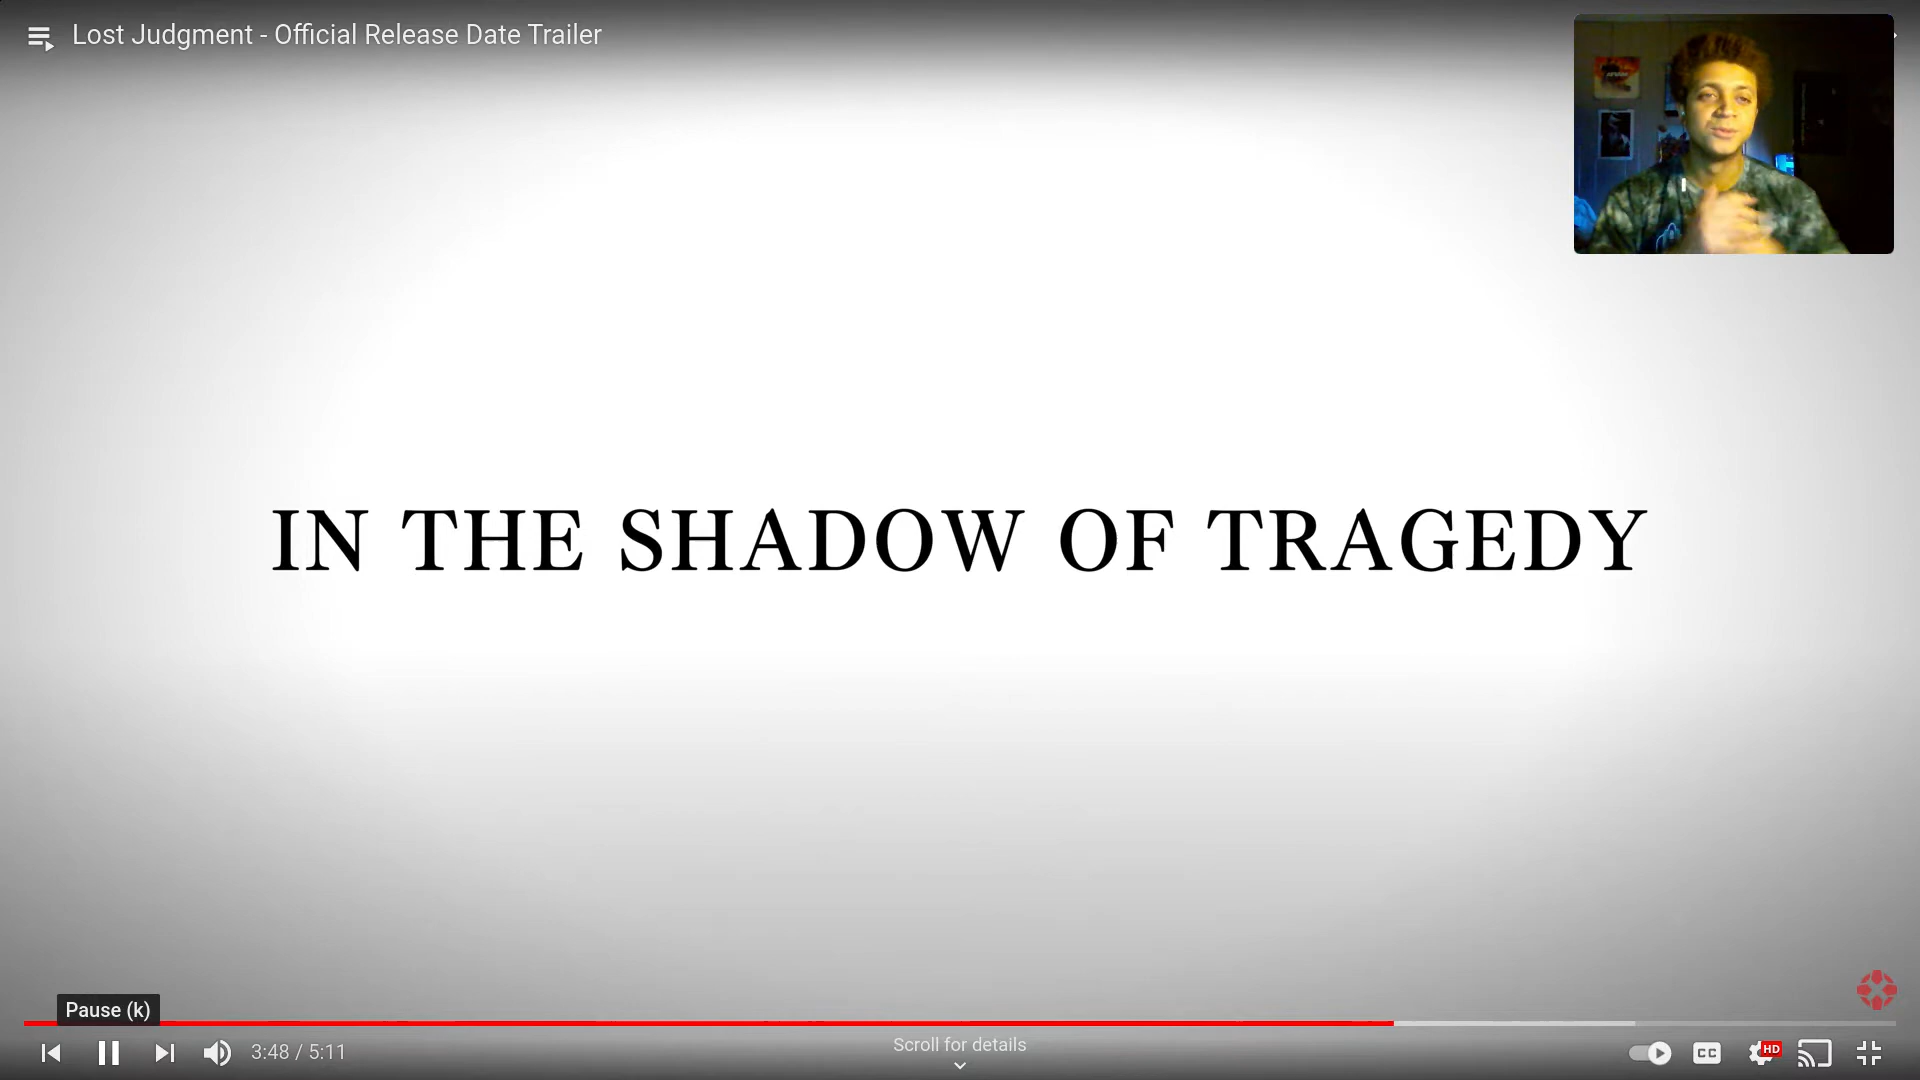 Lost Judgment - Official Release Date Trailer
IN THE SHADOW OF TRAGEDY
Pause (k)
3:48 / 5:11
Scroll for details
CC
HD